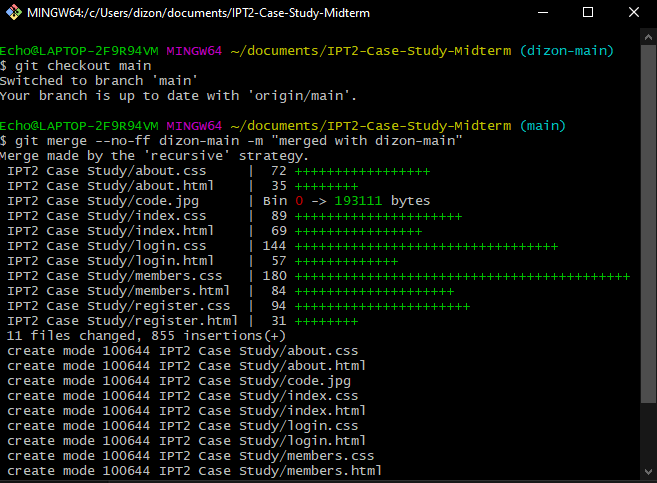 MINGW64:/c/Users/dizon/documents/IPT2-Case-Study-Midterm
Echo@LAPTOP-2F9R94VM MINGW64 ~/documents/IPT2-Case-Study-Midterm (dizon-main)
$ git checkout main
Switched to branch 'main'
Your branch is up to date with 'origin/main'.
Echo@LAPTOP-2F9R94VM MINGW64 ~/documents/IPT2-Case-Study-Midterm (main)
$ git merge --no-ff dizon-main -m "merged with dizon-main"
Merge made by the 'recursive' strategy.
 IPT2 Case Study/about.css     |  72 +++++++++++++++++
 IPT2 Case Study/about.html    |  35 ++++++++
 IPT2 Case Study/code.jpg      | Bin 0 -> 193111 bytes
 IPT2 Case Study/index.css     |  89 +++++++++++++++++++++
 IPT2 Case Study/index.html    |  69 ++++++++++++++++
 IPT2 Case Study/login.css     | 144 ++++++++++++++++++++++++++++++++++
 IPT2 Case Study/login.html    |  57 +++++++++++++
 IPT2 Case Study/members.css   | 180 +++++++++++++++++++++++++++++++++++++++++++
 IPT2 Case Study/members.html  |  84 ++++++++++++++++++++
 IPT2 Case Study/register.css  |  94 ++++++++++++++++++++++
 IPT2 Case Study/register.html |  31 ++++++++
 11 files changed, 855 insertions(+)
 create mode 100644 IPT2 Case Study/about.css
 create mode 100644 IPT2 Case Study/about.html
 create mode 100644 IPT2 Case Study/code.jpg
 create mode 100644 IPT2 Case Study/index.css
 create mode 100644 IPT2 Case Study/index.html
 create mode 100644 IPT2 Case Study/login.css
 create mode 100644 IPT2 Case Study/login.html
 create mode 100644 IPT2 Case Study/members.css
 create mode 100644 IPT2 Case Study/members.html